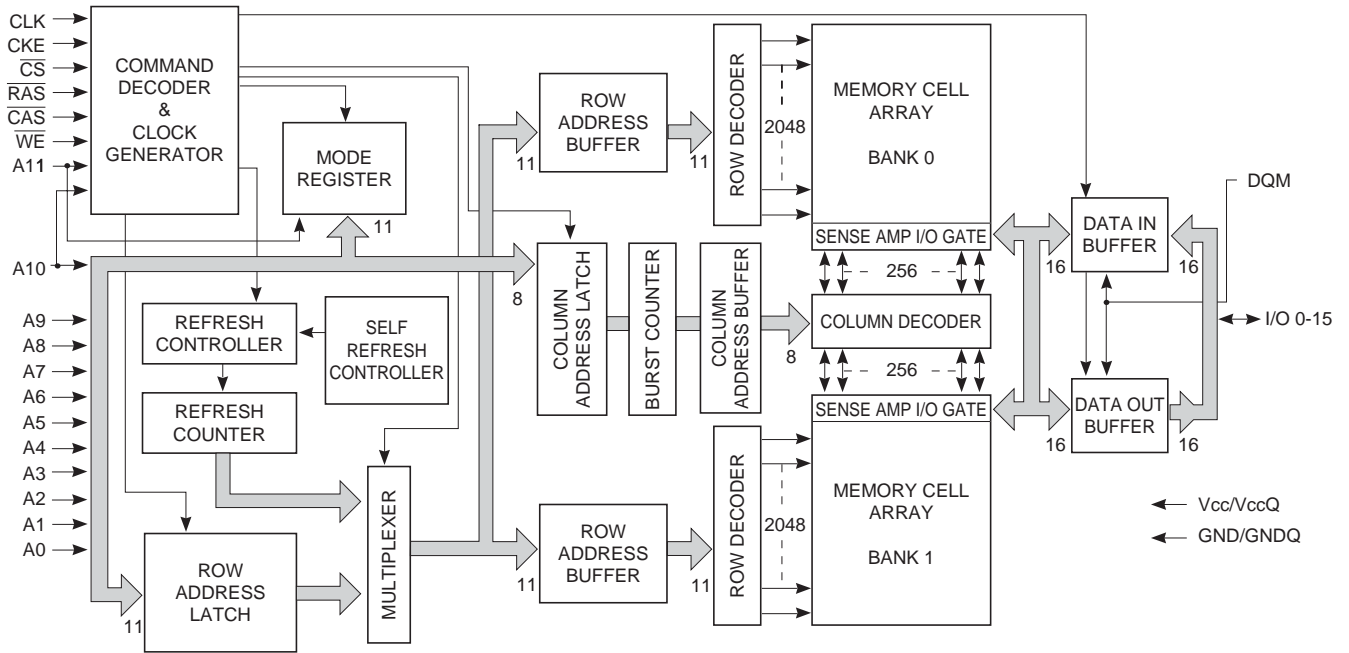 CLK
CKE
C̅S̅
R̅A̅S̅
C̅A̅S̅
W̅E̅
A11
A10
A9
A8
A7
A6
A5
A4
A3
A2
A1
A0
COMMAND
DECODER
&
CLOCK
GENERATOR
MODE
REGISTER
11
REFRESH
CONTROLLER
SELF
REFRESH
CONTROLLER
REFRESH
COUNTER
ROW
ADDRESS
LATCH
11
MULTIPLEXER
ROW
ADDRESS
BUFFER
11
11
COLUMN
ADDRESS LATCH
8
BURST COUNTER
COLUMN
ADDRESS BUFFER
8
ROW
ADDRESS
BUFFER
11
11
ROW DECODER
2048
MEMORY CELL
ARRAY
BANK 0
SENSE AMP I/O GATE
256
COLUMN DECODER
256
SENSE AMP I/O GATE
ROW DECODER
2048
MEMORY CELL
ARRAY
BANK 1
DQM
DATA IN
BUFFER
16
16
I/O 0-15
DATA OUT
BUFFER
16
16
Vcc/VccQ
GND/GNDQ